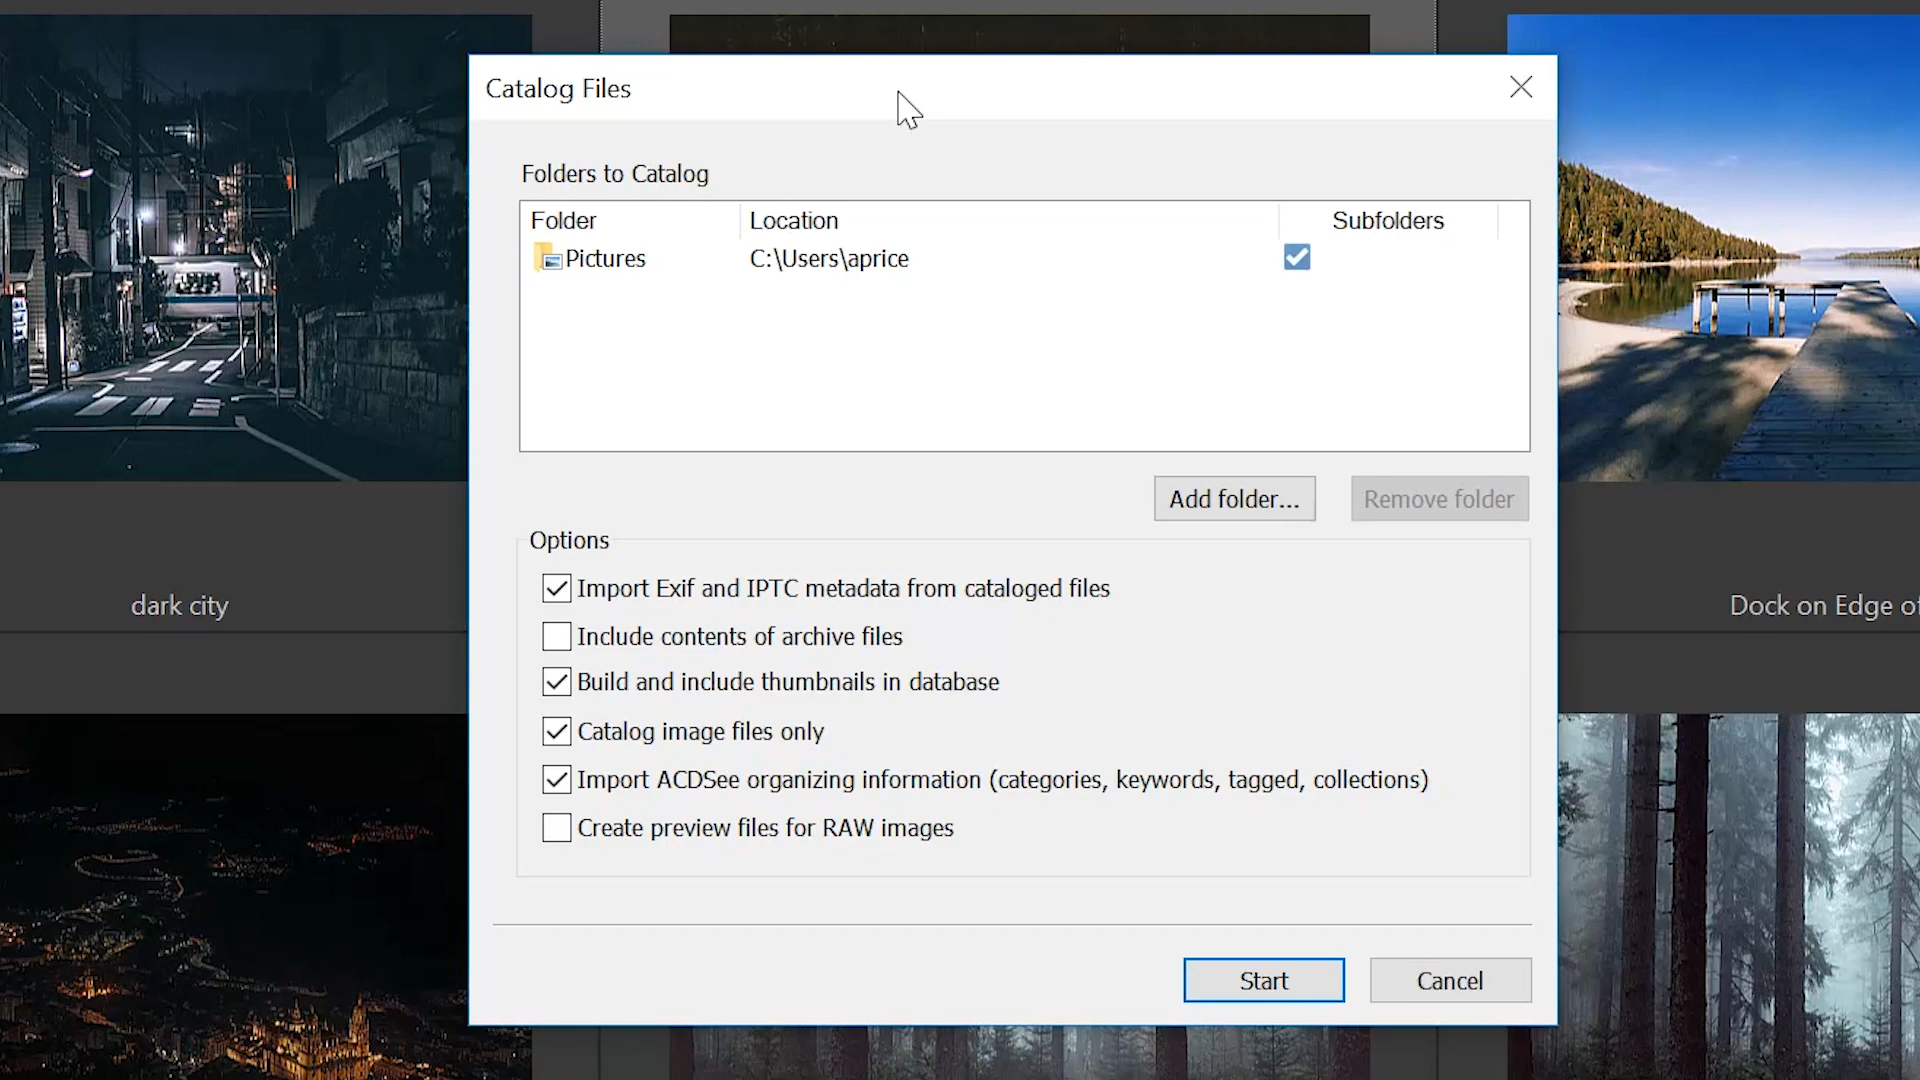 Catalog Files
Folders to Catalog
Folder Location Subfolders
Pictures C:\Users\aprice
Add folder... Remove folder
Options
Import Exif and IPTC metadata from cataloged files
Include contents of archive files
Build and include thumbnails in database
Catalog image files only
Import ACDSee organizing information (categories, keywords, tagged, collections)
Create preview files for RAW images
Start Cancel
dark city
Dock on Edge of